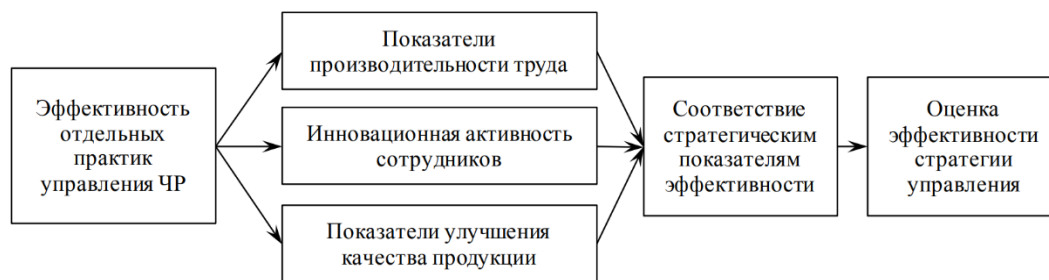 Эффективность
отдельных
практик
управления ЧР
Показатели
производительности труда
Инновационная активность
сотрудников
Показатели улучшения
качества продукции
Соответствие
стратегическим
показателям
эффективности
Оценка
эффективности
стратегии
управления